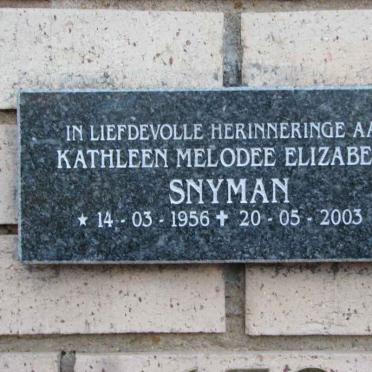 IN LIEFDEVOLLE HERINNERINGE AA
KATHLEEN MELODEE ELIZABE
SNYMAN
★ 14 - 03 - 1956 ✝ 20 - 05 - 2003